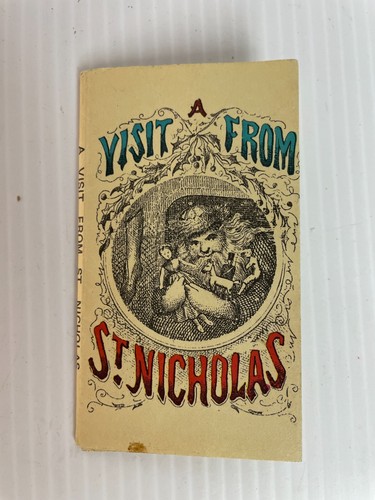 A
VISIT FROM
ST. NICHOLAS
A VISIT FROM ST. NICHOLAS